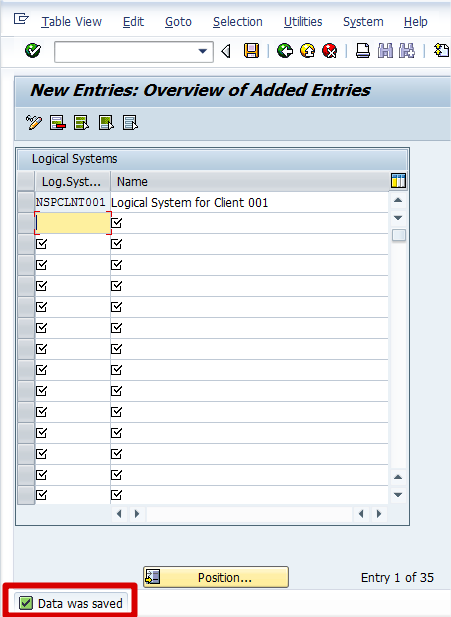 Table View Edit Goto Selection Utilities System Help
New Entries: Overview of Added Entries
Logical Systems
Log.Syst... Name
NSPCLNT001 Logical System for Client 001
Position... Entry 1 of 35
Data was saved